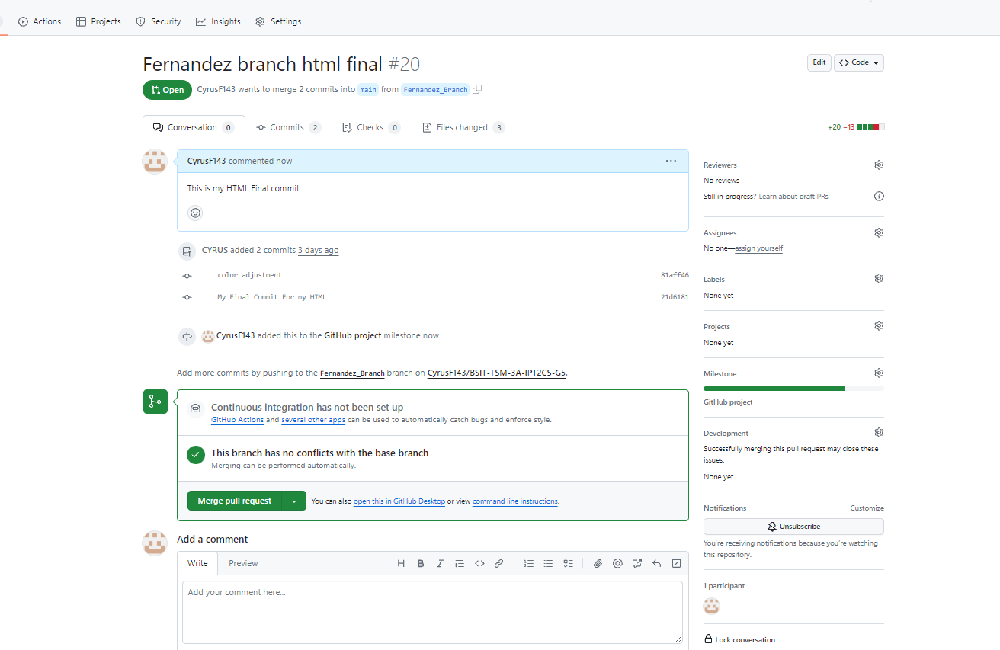 Actions Projects Security Insights Settings
Fernandez branch html final #20
Edit Code
Open CyrusF143 wants to merge 2 commits into main from Fernandez_Branch
Conversation 0 Commits 2 Checks 0 Files changed 3 +20 −13
CyrusF143 commented now
This is my HTML Final commit
CYRUS added 2 commits 3 days ago
color adjustment 81aff46
My Final Commit For my HTML 21d6181
CyrusF143 added this to the GitHub project milestone now
Add more commits by pushing to the Fernandez_Branch branch on CyrusF143/BSIT-TSM-3A-IPT2CS-G5.
Continuous integration has not been set up
GitHub Actions and several other apps can be used to automatically catch bugs and enforce style.
This branch has no conflicts with the base branch
Merging can be performed automatically.
Merge pull request You can also open this in GitHub Desktop or view command line instructions.
Add a comment
Write Preview
Add your comment here...
Reviewers
No reviews
Still in progress? Learn about draft PRs
Assignees
No one—assign yourself
Labels
None yet
Projects
None yet
Milestone
GitHub project
Development
Successfully merging this pull request may close these
issues.
None yet
Notifications Customize
Unsubscribe
You're receiving notifications because you're watching
this repository.
1 participant
Lock conversation